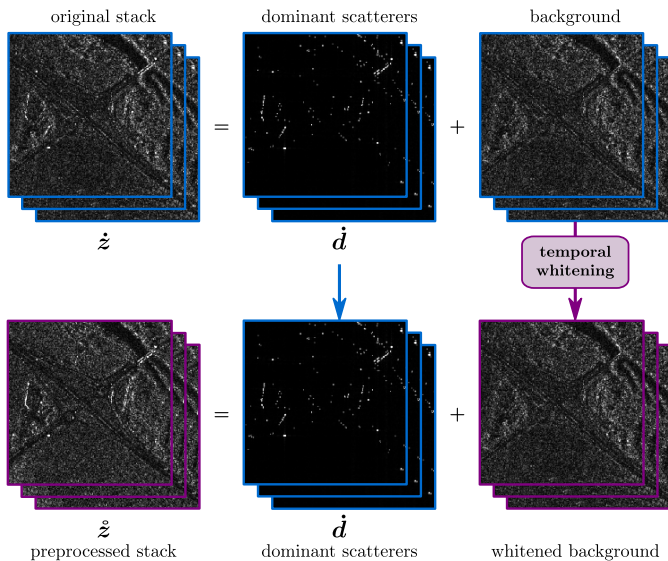 original stack dominant scatterers background
= +
ż ḋ
temporal
whitening
= +
z̊ ḋ
preprocessed stack dominant scatterers whitened background